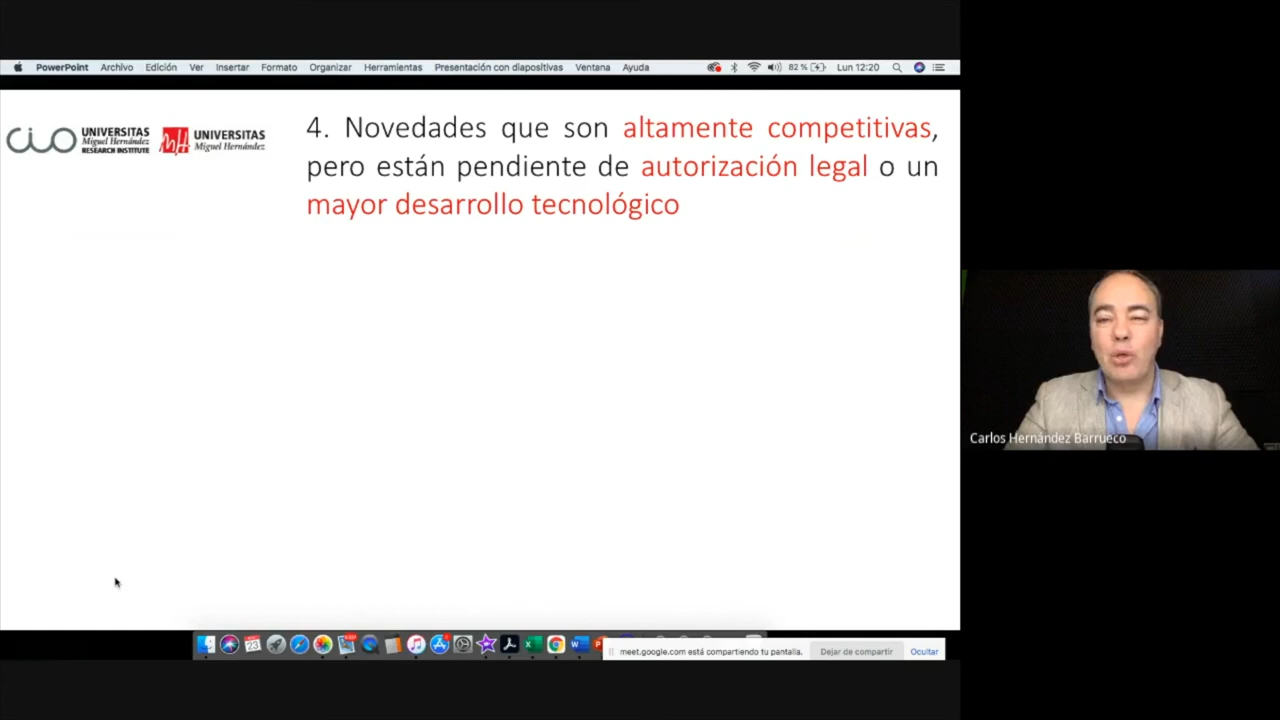 PowerPoint Archivo Edición Ver Insertar Formato Organizar Herramientas Presentación con diapositivas Ventana Ayuda 82 % Lun 12:20
CIO UNIVERSITAS Miguel Hernández RESEARCH INSTITUTE
UNIVERSITAS Miguel Hernández
4. Novedades que son altamente competitivas,
pero están pendiente de autorización legal o un
mayor desarrollo tecnológico
Carlos Hernández Barrueco
23
meet.google.com está compartiendo tu pantalla. Dejar de compartir Ocultar